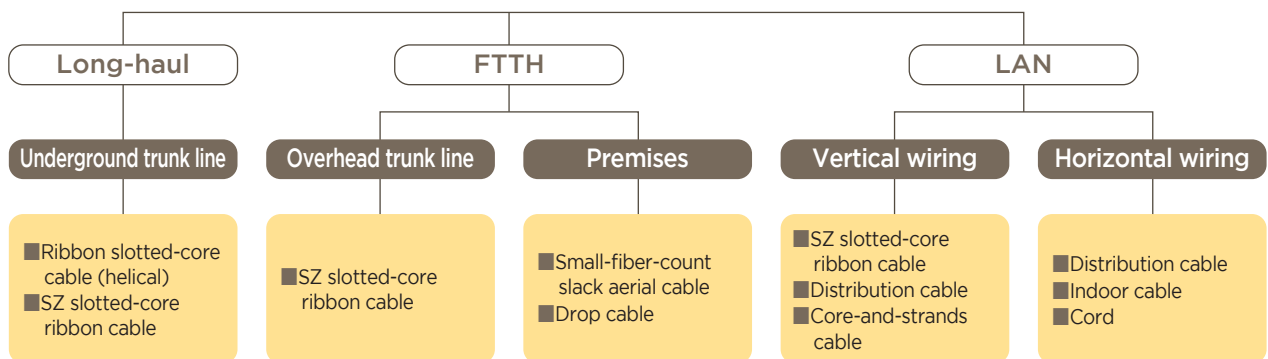 Long-haul
FTTH
LAN
Underground trunk line
Overhead trunk line
Premises
Vertical wiring
Horizontal wiring
■Ribbon slotted-core
cable (helical)
■SZ slotted-core
ribbon cable
■SZ slotted-core
ribbon cable
■Small-fiber-count
slack aerial cable
■Drop cable
■SZ slotted-core
ribbon cable
■Distribution cable
■Core-and-strands
cable
■Distribution cable
■Indoor cable
■Cord